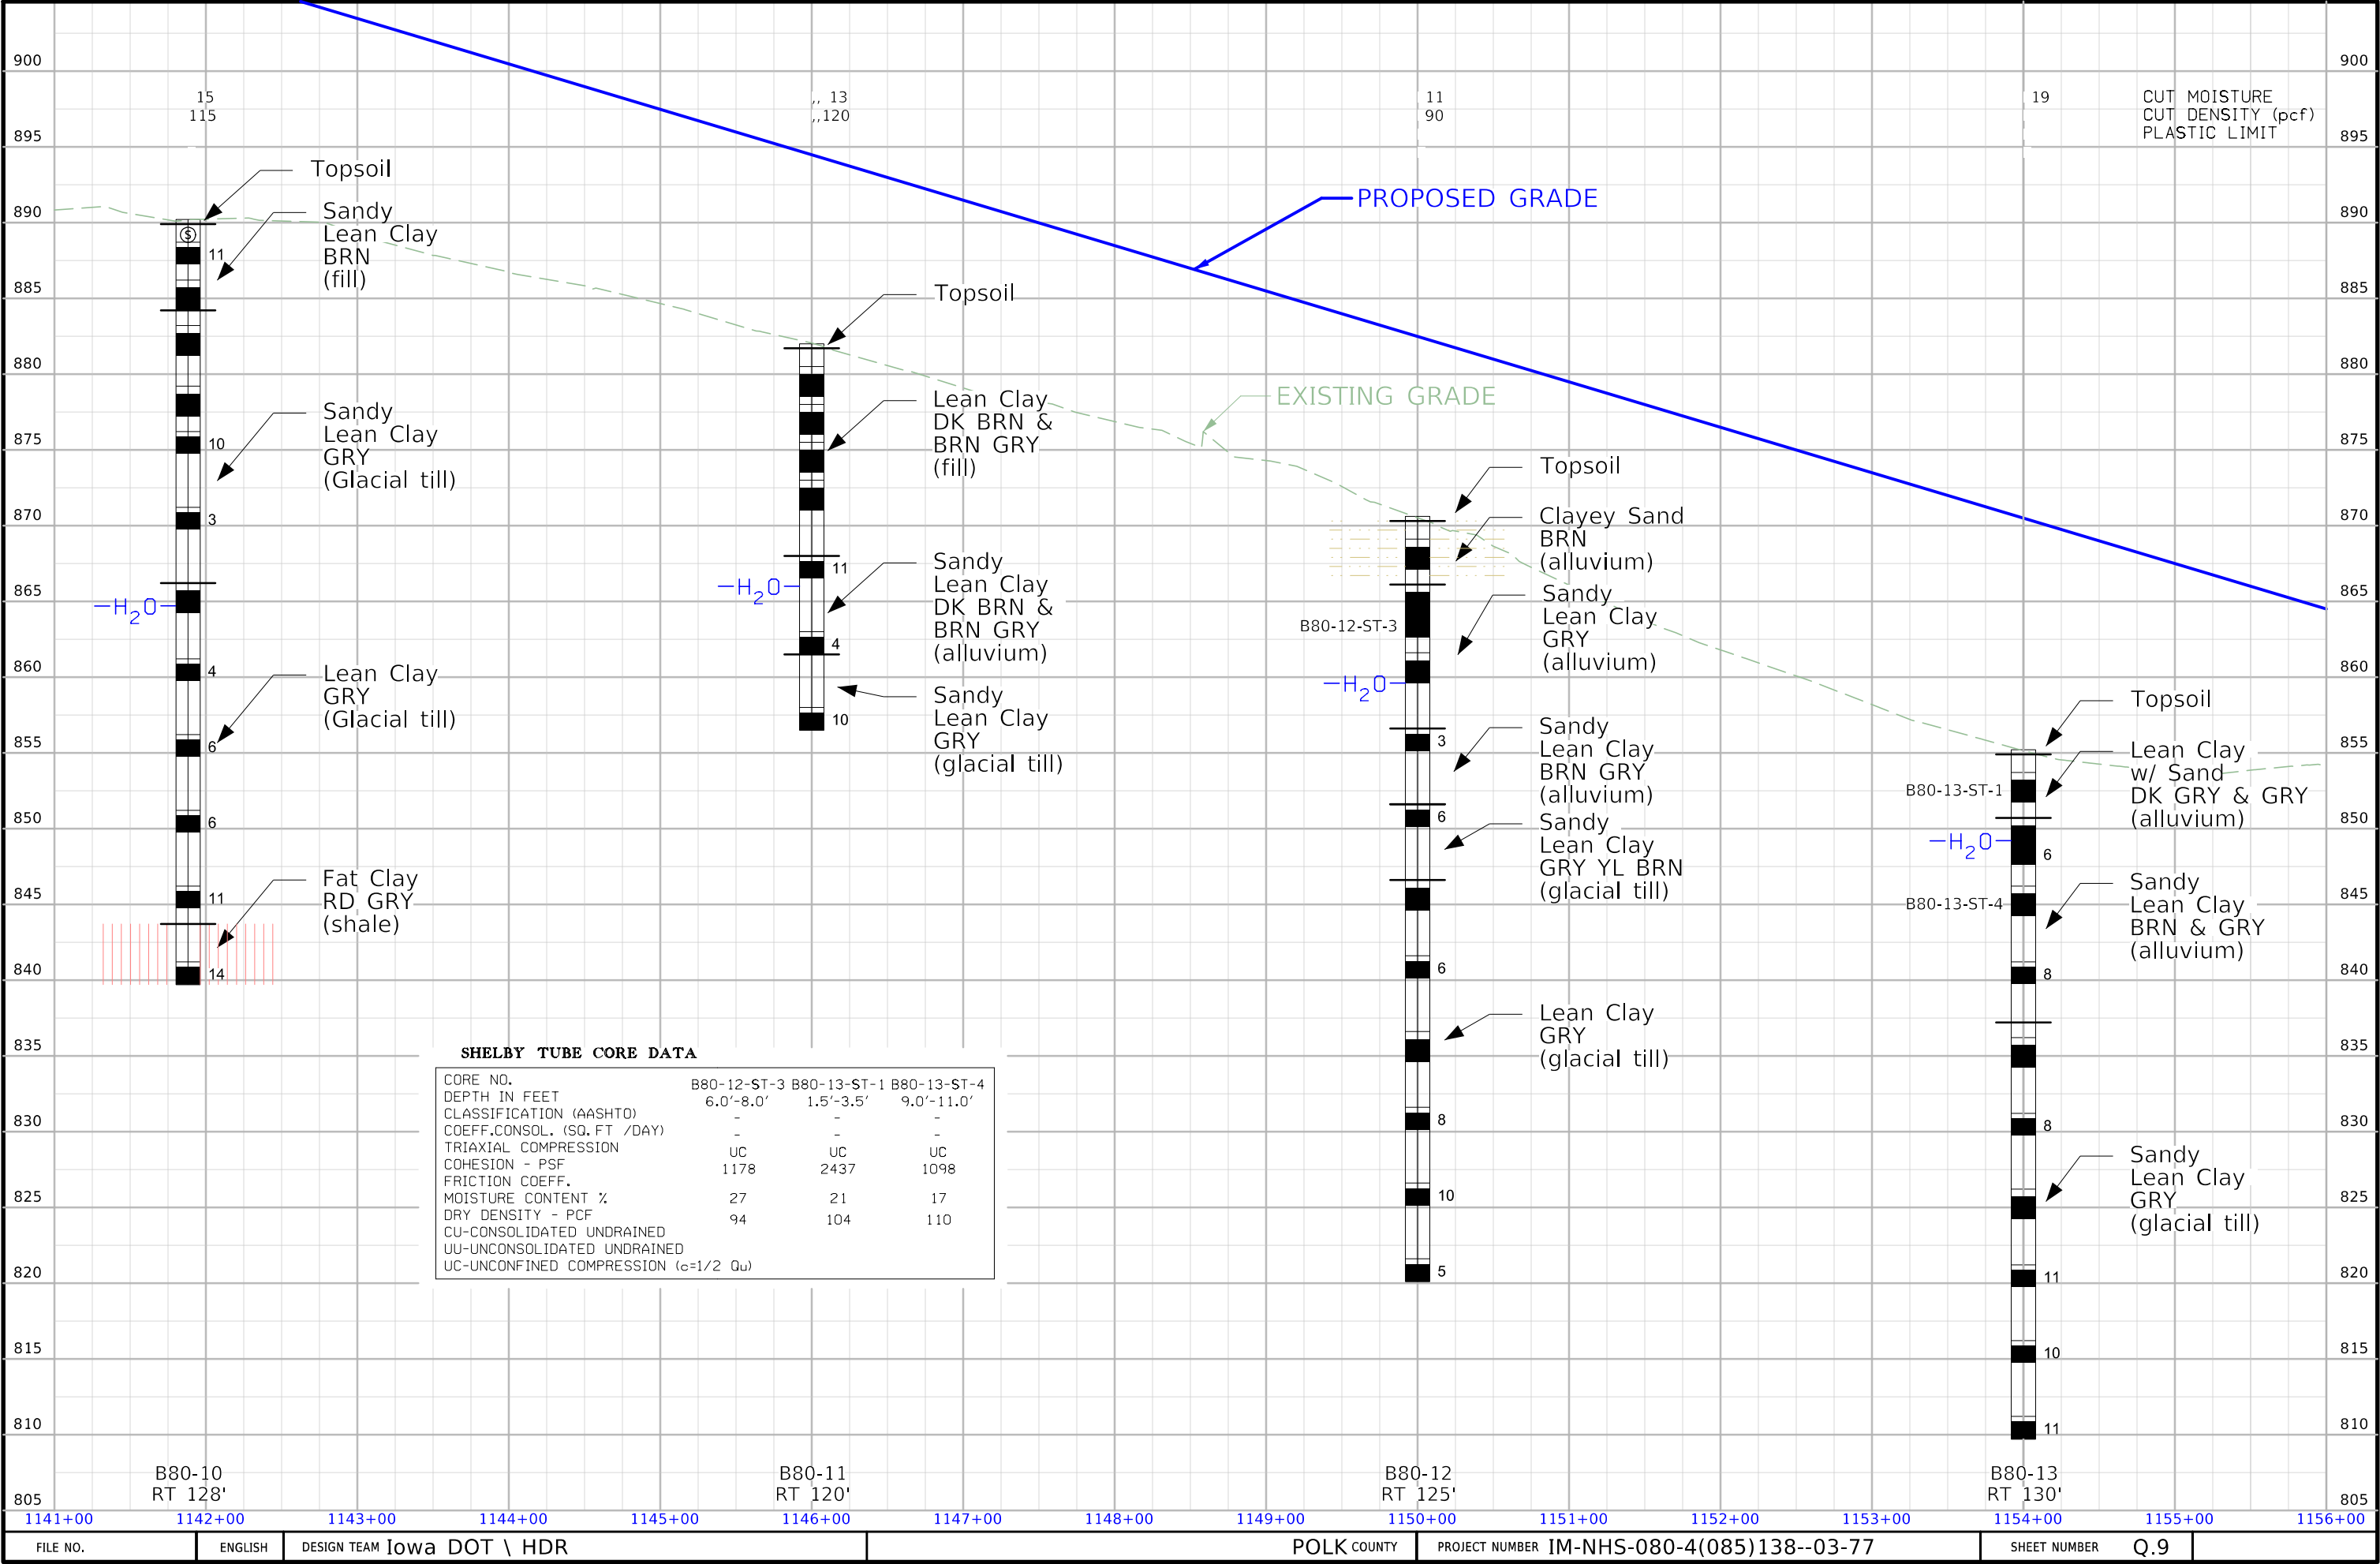 900
895
890
885
880
875
870
865
860
855
850
845
840
835
830
825
820
815
810
805
15
115
,, 13
,,120
11
90
19
CUT MOISTURE
CUT DENSITY (pcf)
PLASTIC LIMIT
900
895
890
885
880
875
870
865
860
855
850
845
840
835
830
825
820
815
810
805
PROPOSED GRADE
EXISTING GRADE
Topsoil
Sandy
Lean Clay
BRN
(fill)
Sandy
Lean Clay
GRY
(Glacial till)
Lean Clay
GRY
(Glacial till)
Fat Clay
RD GRY
(shale)
S
11
10
3
H2O
4
6
6
11
14
B80-10
RT 128'
Topsoil
Lean Clay
DK BRN &
BRN GRY
(fill)
Sandy
Lean Clay
DK BRN &
BRN GRY
(alluvium)
Sandy
Lean Clay
GRY
(glacial till)
11
H2O
4
10
B80-11
RT 120'
Topsoil
Clayey Sand
BRN
(alluvium)
Sandy
Lean Clay
GRY
(alluvium)
Sandy
Lean Clay
BRN GRY
(alluvium)
Sandy
Lean Clay
GRY YL BRN
(glacial till)
Lean Clay
GRY
(glacial till)
B80-12-ST-3
H2O
3
6
6
8
10
5
B80-12
RT 125'
Topsoil
Lean Clay
w/ Sand
DK GRY & GRY
(alluvium)
Sandy
Lean Clay
BRN & GRY
(alluvium)
Sandy
Lean Clay
GRY
(glacial till)
B80-13-ST-1
H2O
6
B80-13-ST-4
8
8
11
10
11
B80-13
RT 130'
SHELBY TUBE CORE DATA
CORE NO. B80-12-ST-3 B80-13-ST-1 B80-13-ST-4
DEPTH IN FEET 6.0'-8.0' 1.5'-3.5' 9.0'-11.0'
CLASSIFICATION (AASHTO) - - -
COEFF.CONSOL. (SQ.FT /DAY) - - -
TRIAXIAL COMPRESSION UC UC UC
COHESION - PSF 1178 2437 1098
FRICTION COEFF.
MOISTURE CONTENT % 27 21 17
DRY DENSITY - PCF 94 104 110
CU-CONSOLIDATED UNDRAINED
UU-UNCONSOLIDATED UNDRAINED
UC-UNCONFINED COMPRESSION (c=1/2 Qu)
1141+00 1142+00 1143+00 1144+00 1145+00 1146+00 1147+00 1148+00 1149+00 1150+00 1151+00 1152+00 1153+00 1154+00 1155+00 1156+00
FILE NO. ENGLISH DESIGN TEAM Iowa DOT \ HDR POLK COUNTY PROJECT NUMBER IM-NHS-080-4(085)138--03-77 SHEET NUMBER Q.9